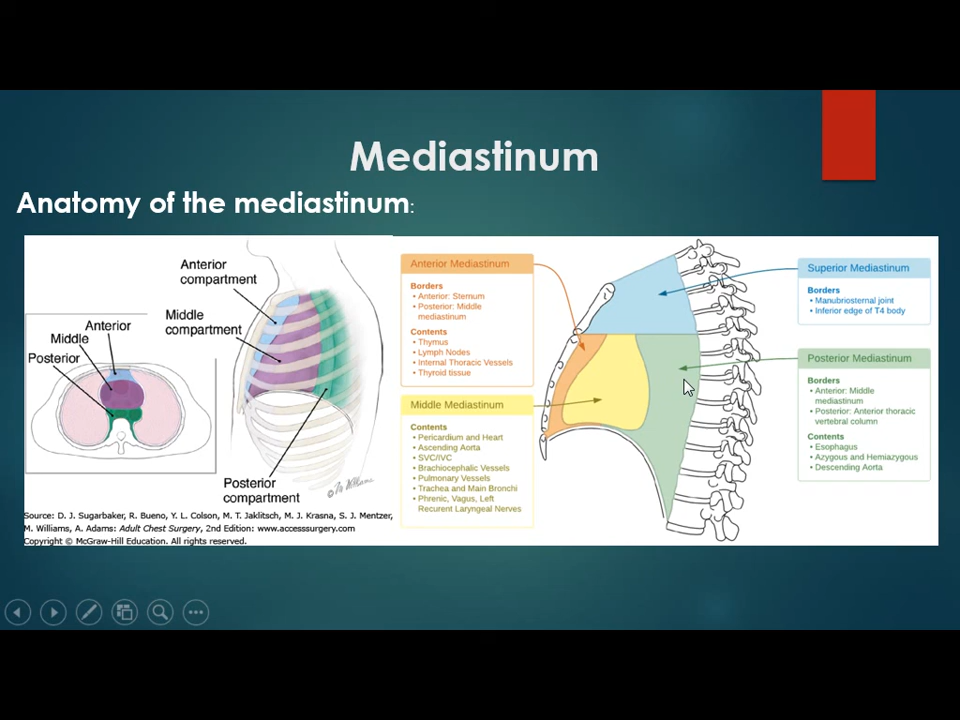 Mediastinum
Anatomy of the mediastinum:
Anterior
compartment
Middle
compartment
Anterior
Middle
Posterior
Posterior
compartment
Source: D. J. Sugarbaker, R. Bueno, Y. L. Colson, M. T. Jaklitsch, M. J. Krasna, S. J. Mentzer,
M. Williams, A. Adams: Adult Chest Surgery, 2nd Edition: www.accesssurgery.com
Copyright © McGraw-Hill Education. All rights reserved.
Anterior Mediastinum
Borders
• Anterior: Sternum
• Posterior: Middle
mediastinum
Contents
• Thymus
• Lymph Nodes
• Internal Thoracic Vessels
• Thyroid tissue
Middle Mediastinum
Contents
• Pericardium and Heart
• Ascending Aorta
• SVC/IVC
• Brachiocephalic Vessels
• Pulmonary Vessels
• Trachea and Main Bronchi
• Phrenic, Vagus, Left
Recurent Laryngeal Nerves
Superior Mediastinum
Borders
• Manubriosternal joint
• Inferior edge of T4 body
Posterior Mediastinum
Borders
• Anterior: Middle
mediastinum
• Posterior: Anterior thoracic
vertebral column
Contents
• Esophagus
• Azygous and Hemiazygous
• Descending Aorta